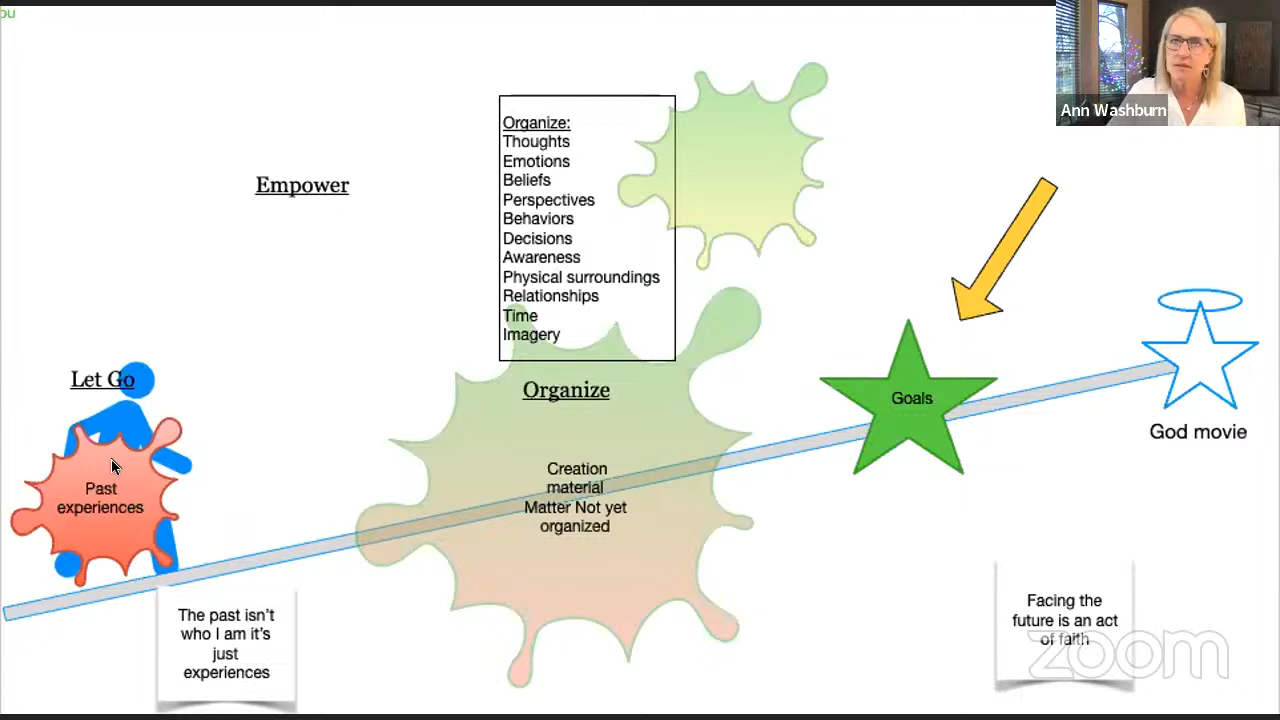 ou
Ann Washburn
Empower
Organize:
Thoughts
Emotions
Beliefs
Perspectives
Behaviors
Decisions
Awareness
Physical surroundings
Relationships
Time
Imagery
Let Go
Past
experiences
Organize
Creation
material
Matter Not yet
organized
Goals
God movie
The past isn't
who I am it's
just
experiences
Facing the
future is an act
of faith
zoom